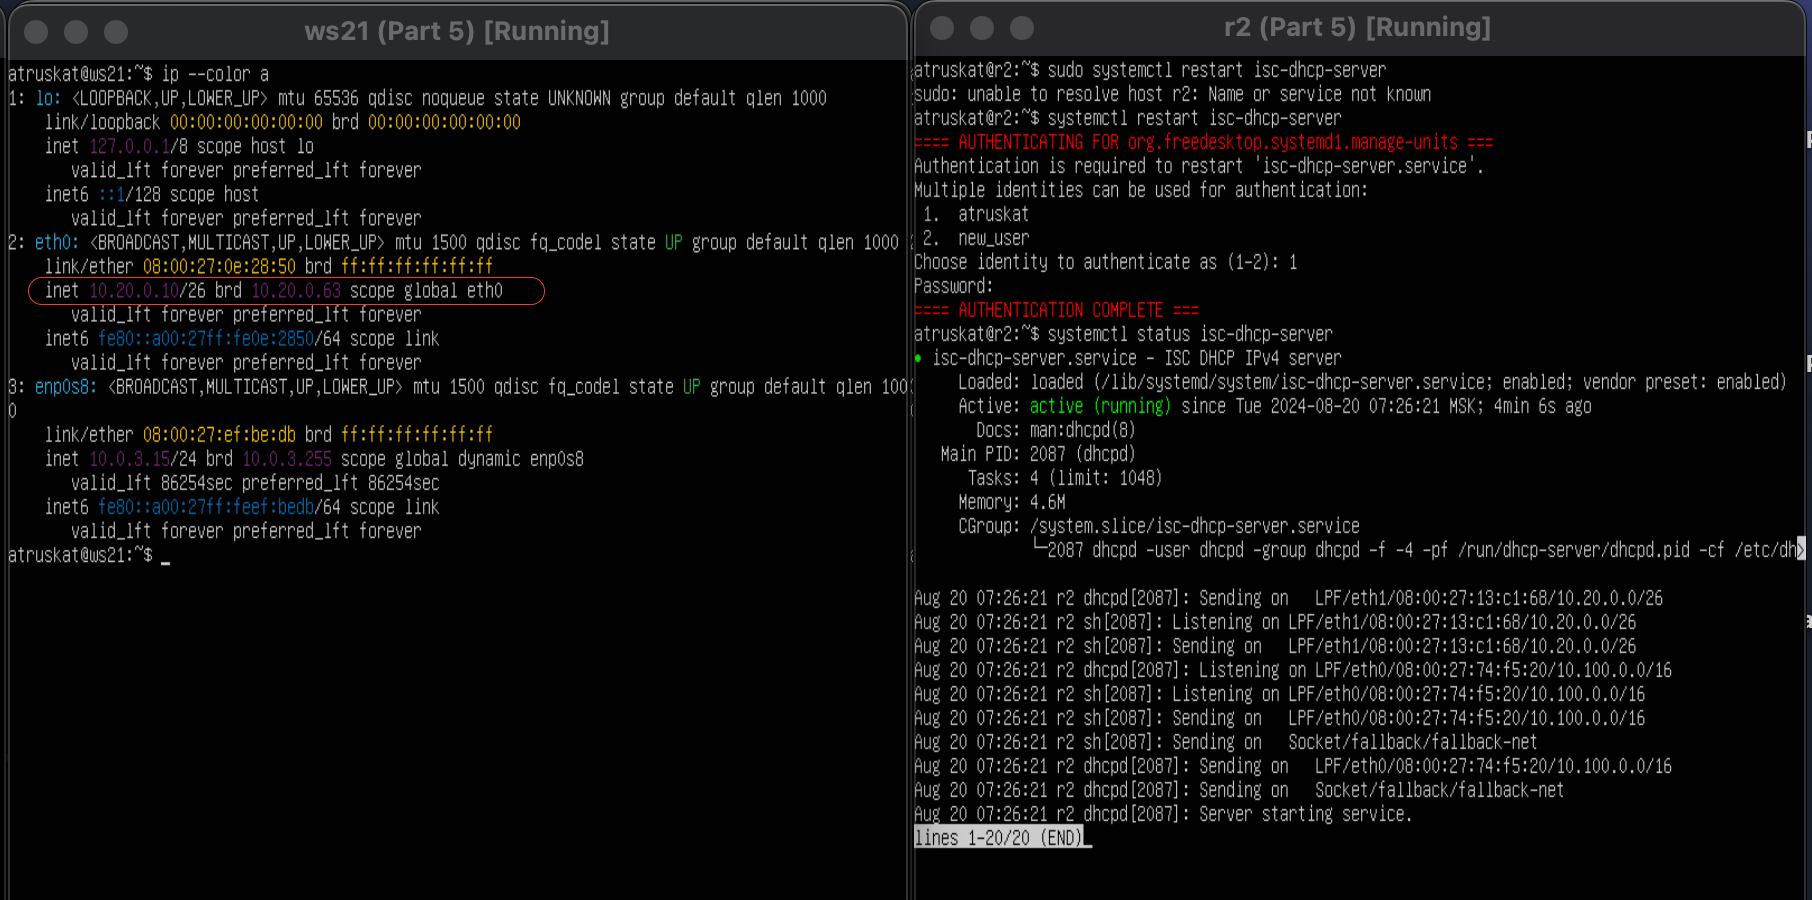 ws21 (Part 5) [Running]
atruskat@ws21:~$ ip --color a
1: lo: <LOOPBACK,UP,LOWER_UP> mtu 65536 qdisc noqueue state UNKNOWN group default qlen 1000
link/loopback 00:00:00:00:00:00 brd 00:00:00:00:00:00
inet 127.0.0.1/8 scope host lo
valid_lft forever preferred_lft forever
inet6 ::1/128 scope host
valid_lft forever preferred_lft forever
2: eth0: <BROADCAST,MULTICAST,UP,LOWER_UP> mtu 1500 qdisc fq_codel state UP group default qlen 1000
link/ether 08:00:27:0e:28:50 brd ff:ff:ff:ff:ff:ff
inet 10.20.0.10/26 brd 10.20.0.63 scope global eth0
valid_lft forever preferred_lft forever
inet6 fe80::a00:27ff:fe0e:2850/64 scope link
valid_lft forever preferred_lft forever
3: enp0s8: <BROADCAST,MULTICAST,UP,LOWER_UP> mtu 1500 qdisc fq_codel state UP group default qlen 100
0
link/ether 08:00:27:ef:be:db brd ff:ff:ff:ff:ff:ff
inet 10.0.3.15/24 brd 10.0.3.255 scope global dynamic enp0s8
valid_lft 86254sec preferred_lft 86254sec
inet6 fe80::a00:27ff:feef:bedb/64 scope link
valid_lft forever preferred_lft forever
atruskat@ws21:~$ _
r2 (Part 5) [Running]
atruskat@r2:~$ sudo systemctl restart isc-dhcp-server
sudo: unable to resolve host r2: Name or service not known
atruskat@r2:~$ systemctl restart isc-dhcp-server
==== AUTHENTICATING FOR org.freedesktop.systemd1.manage-units ===
Authentication is required to restart 'isc-dhcp-server.service'.
Multiple identities can be used for authentication:
1. atruskat
2. new_user
Choose identity to authenticate as (1-2): 1
Password:
==== AUTHENTICATION COMPLETE ===
atruskat@r2:~$ systemctl status isc-dhcp-server
● isc-dhcp-server.service - ISC DHCP IPv4 server
Loaded: loaded (/lib/systemd/system/isc-dhcp-server.service; enabled; vendor preset: enabled)
Active: active (running) since Tue 2024-08-20 07:26:21 MSK; 4min 6s ago
Docs: man:dhcpd(8)
Main PID: 2087 (dhcpd)
Tasks: 4 (limit: 1048)
Memory: 4.6M
CGroup: /system.slice/isc-dhcp-server.service
└─2087 dhcpd -user dhcpd -group dhcpd -f -4 -pf /run/dhcp-server/dhcpd.pid -cf /etc/dh>
Aug 20 07:26:21 r2 dhcpd[2087]: Sending on LPF/eth1/08:00:27:13:c1:68/10.20.0.0/26
Aug 20 07:26:21 r2 sh[2087]: Listening on LPF/eth1/08:00:27:13:c1:68/10.20.0.0/26
Aug 20 07:26:21 r2 sh[2087]: Sending on LPF/eth1/08:00:27:13:c1:68/10.20.0.0/26
Aug 20 07:26:21 r2 dhcpd[2087]: Listening on LPF/eth0/08:00:27:74:f5:20/10.100.0.0/16
Aug 20 07:26:21 r2 sh[2087]: Listening on LPF/eth0/08:00:27:74:f5:20/10.100.0.0/16
Aug 20 07:26:21 r2 sh[2087]: Sending on LPF/eth0/08:00:27:74:f5:20/10.100.0.0/16
Aug 20 07:26:21 r2 sh[2087]: Sending on Socket/fallback/fallback-net
Aug 20 07:26:21 r2 dhcpd[2087]: Sending on LPF/eth0/08:00:27:74:f5:20/10.100.0.0/16
Aug 20 07:26:21 r2 dhcpd[2087]: Sending on Socket/fallback/fallback-net
Aug 20 07:26:21 r2 dhcpd[2087]: Server starting service.
lines 1-20/20 (END)_